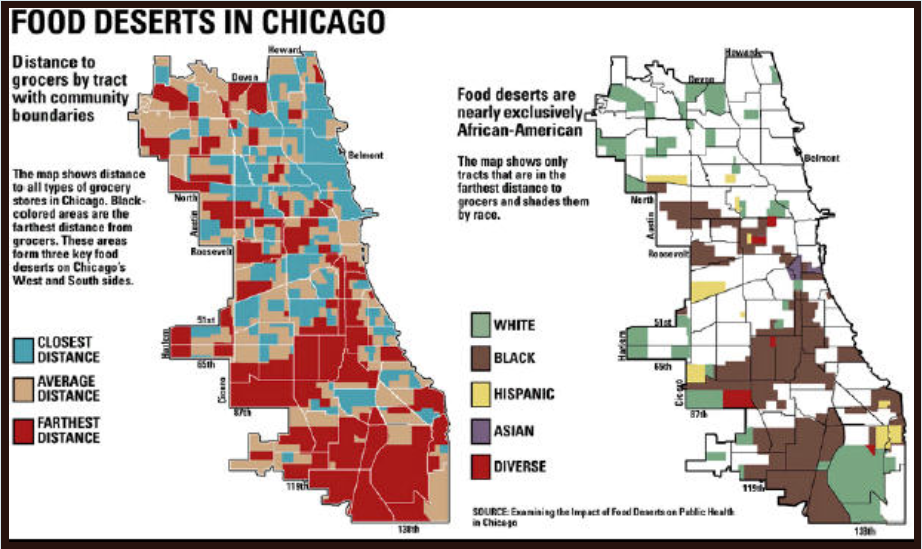 FOOD DESERTS IN CHICAGO
Distance to
grocers by tract
with community
boundaries
The map shows distance
to all types of grocery
stores in Chicago. Black-
colored areas are the
farthest distance from
grocers. These areas
form three key food
deserts on Chicago's
West and South sides.
CLOSEST
DISTANCE
AVERAGE
DISTANCE
FARTHEST
DISTANCE
Howard
Devon
Belmont
North
Austin
Roosevelt
51st
Harlem
65th
Cicero
87th
119th
138th
Food deserts are
nearly exclusively
African-American
The map shows only
tracts that are in the
farthest distance to
grocers and shades them
by race.
WHITE
BLACK
HISPANIC
ASIAN
DIVERSE
Howard
Devon
Belmont
North
Austin
Roosevelt
51st
Harlem
65th
Cicero
87th
119th
138th
SOURCE: Examining the Impact of Food Deserts on Public Health
in Chicago